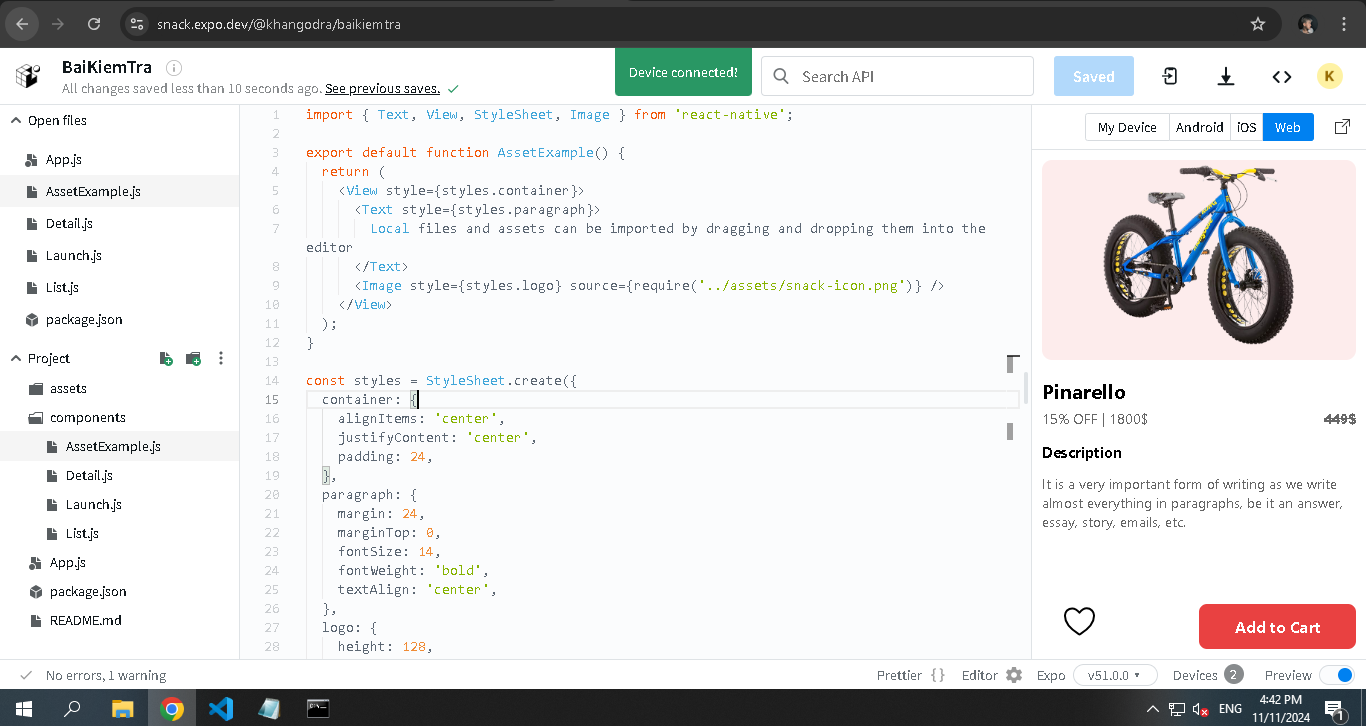 snack.expo.dev/@khangodra/baikiemtra
BaiKiemTra
All changes saved less than 10 seconds ago. See previous saves.
Device connected!
Search API
Saved
K
Open files
App.js
AssetExample.js
Detail.js
Launch.js
List.js
package.json
Project
assets
components
AssetExample.js
Detail.js
Launch.js
List.js
App.js
package.json
README.md
1 import { Text, View, StyleSheet, Image } from 'react-native';
2
3 export default function AssetExample() {
4 return (
5 <View style={styles.container}>
6 <Text style={styles.paragraph}>
7 Local files and assets can be imported by dragging and dropping them into the
editor
8 </Text>
9 <Image style={styles.logo} source={require('../assets/snack-icon.png')} />
10 </View>
11 );
12 }
13
14 const styles = StyleSheet.create({
15 container: {
16 alignItems: 'center',
17 justifyContent: 'center',
18 padding: 24,
19 },
20 paragraph: {
21 margin: 24,
22 marginTop: 0,
23 fontSize: 14,
24 fontWeight: 'bold',
25 textAlign: 'center',
26 },
27 logo: {
28 height: 128,
My Device Android iOS Web
Pinarello
15% OFF | 1800$ 449$
Description
It is a very important form of writing as we write
almost everything in paragraphs, be it an answer,
essay, story, emails, etc.
Add to Cart
No errors, 1 warning
Prettier {} Editor Expo v51.0.0 Devices 2 Preview
ENG
4:42 PM
11/11/2024
1